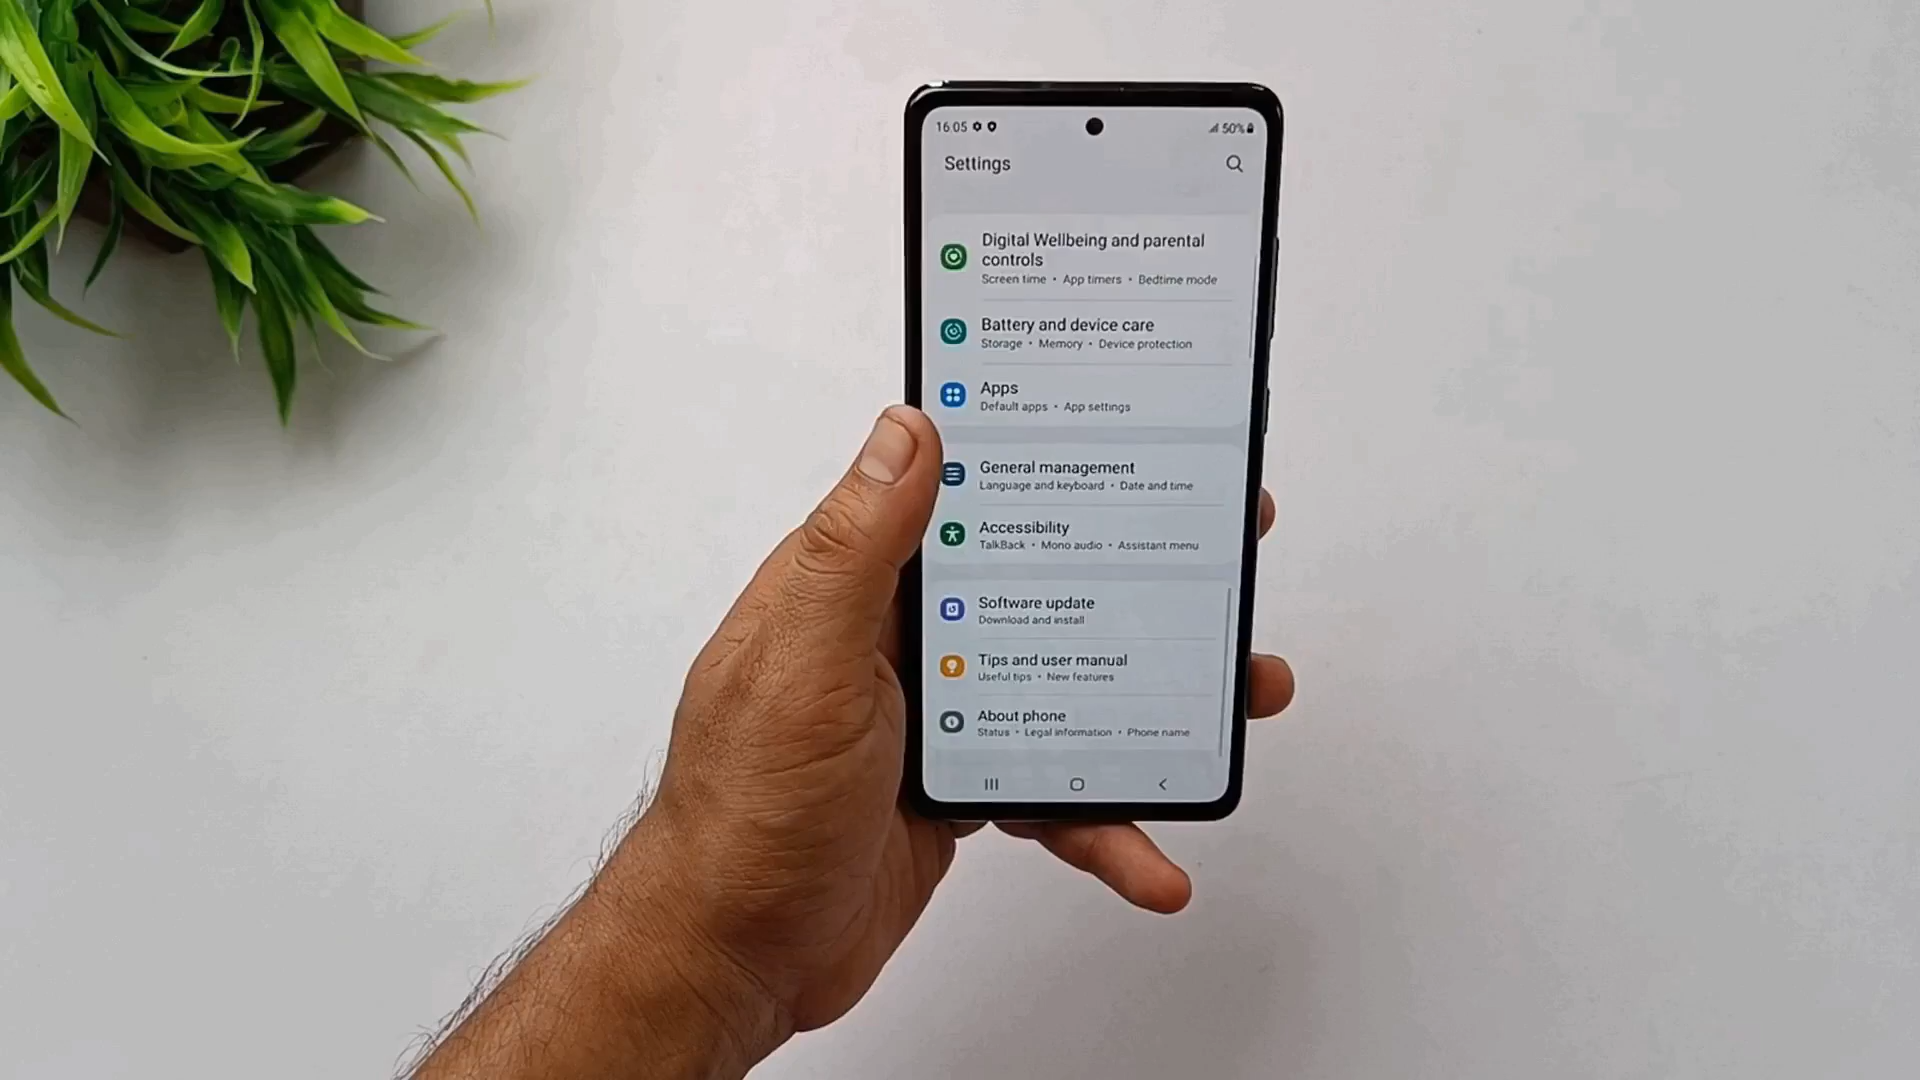 16:05 50%
Settings
Digital Wellbeing and parental
controls
Screen time • App timers • Bedtime mode
Battery and device care
Storage • Memory • Device protection
Apps
Default apps • App settings
General management
Language and keyboard • Date and time
Accessibility
TalkBack • Mono audio • Assistant menu
Software update
Download and install
Tips and user manual
Useful tips • New features
About phone
Status • Legal information • Phone name